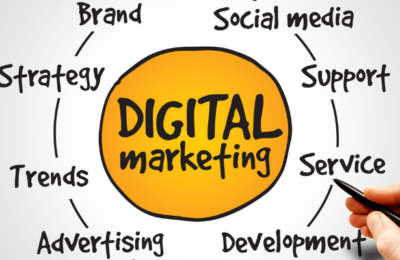 Brand
Social media
Strategy
Support
DIGITAL
marketing
Trends
Service
Advertising
Development